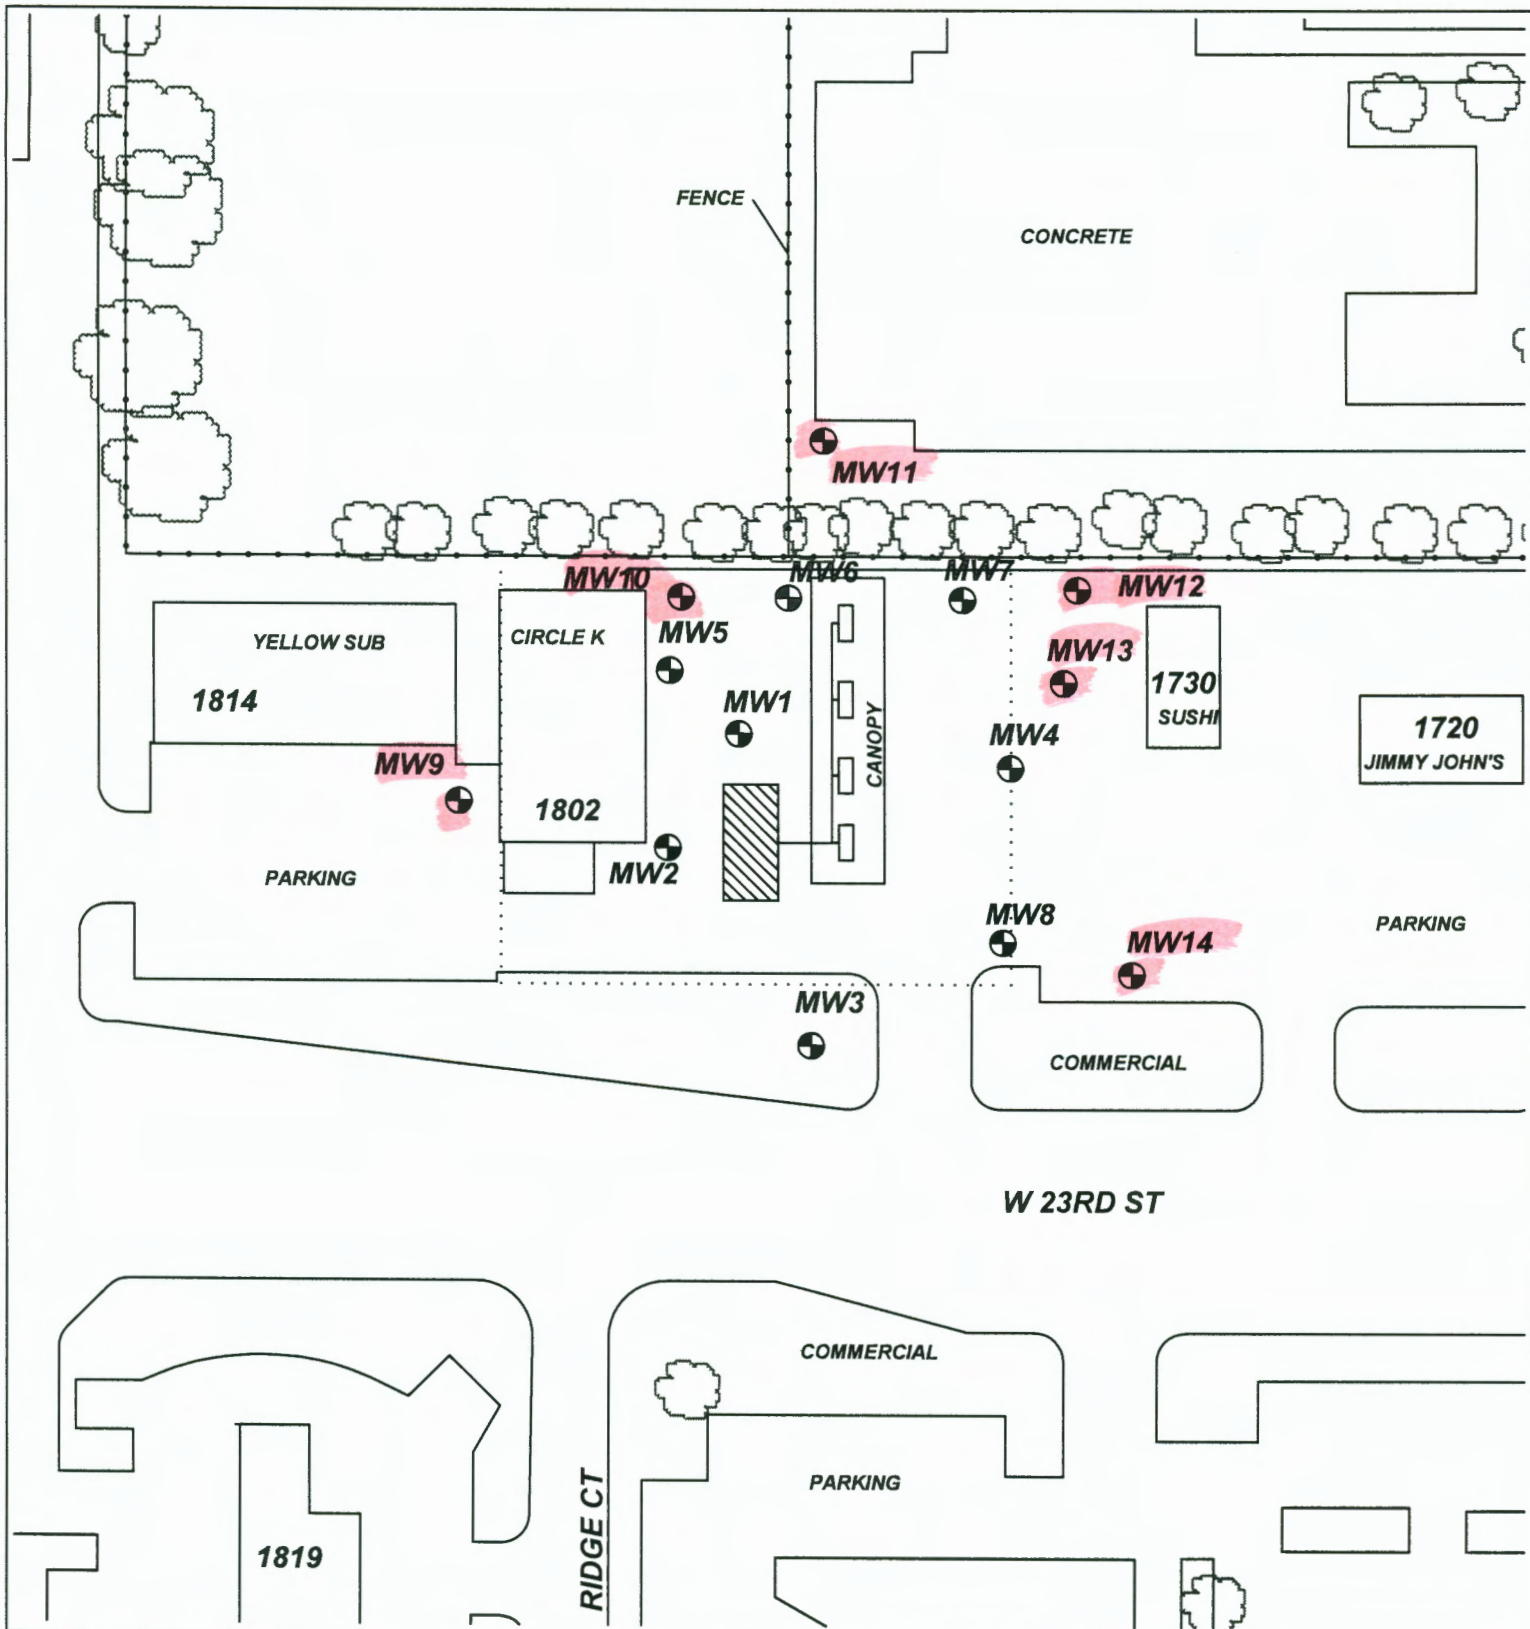 FENCE
CONCRETE
MW11
MW10
MW6
MW7
MW12
YELLOW SUB
CIRCLE K
MW5
MW13
1814
1730
SUSHI
MW1
CANOPY
MW4
1720
JIMMY JOHN'S
MW9
1802
PARKING
MW2
MW8
MW14
PARKING
MW3
COMMERCIAL
W 23RD ST
COMMERCIAL
PARKING
RIDGE CT
1819